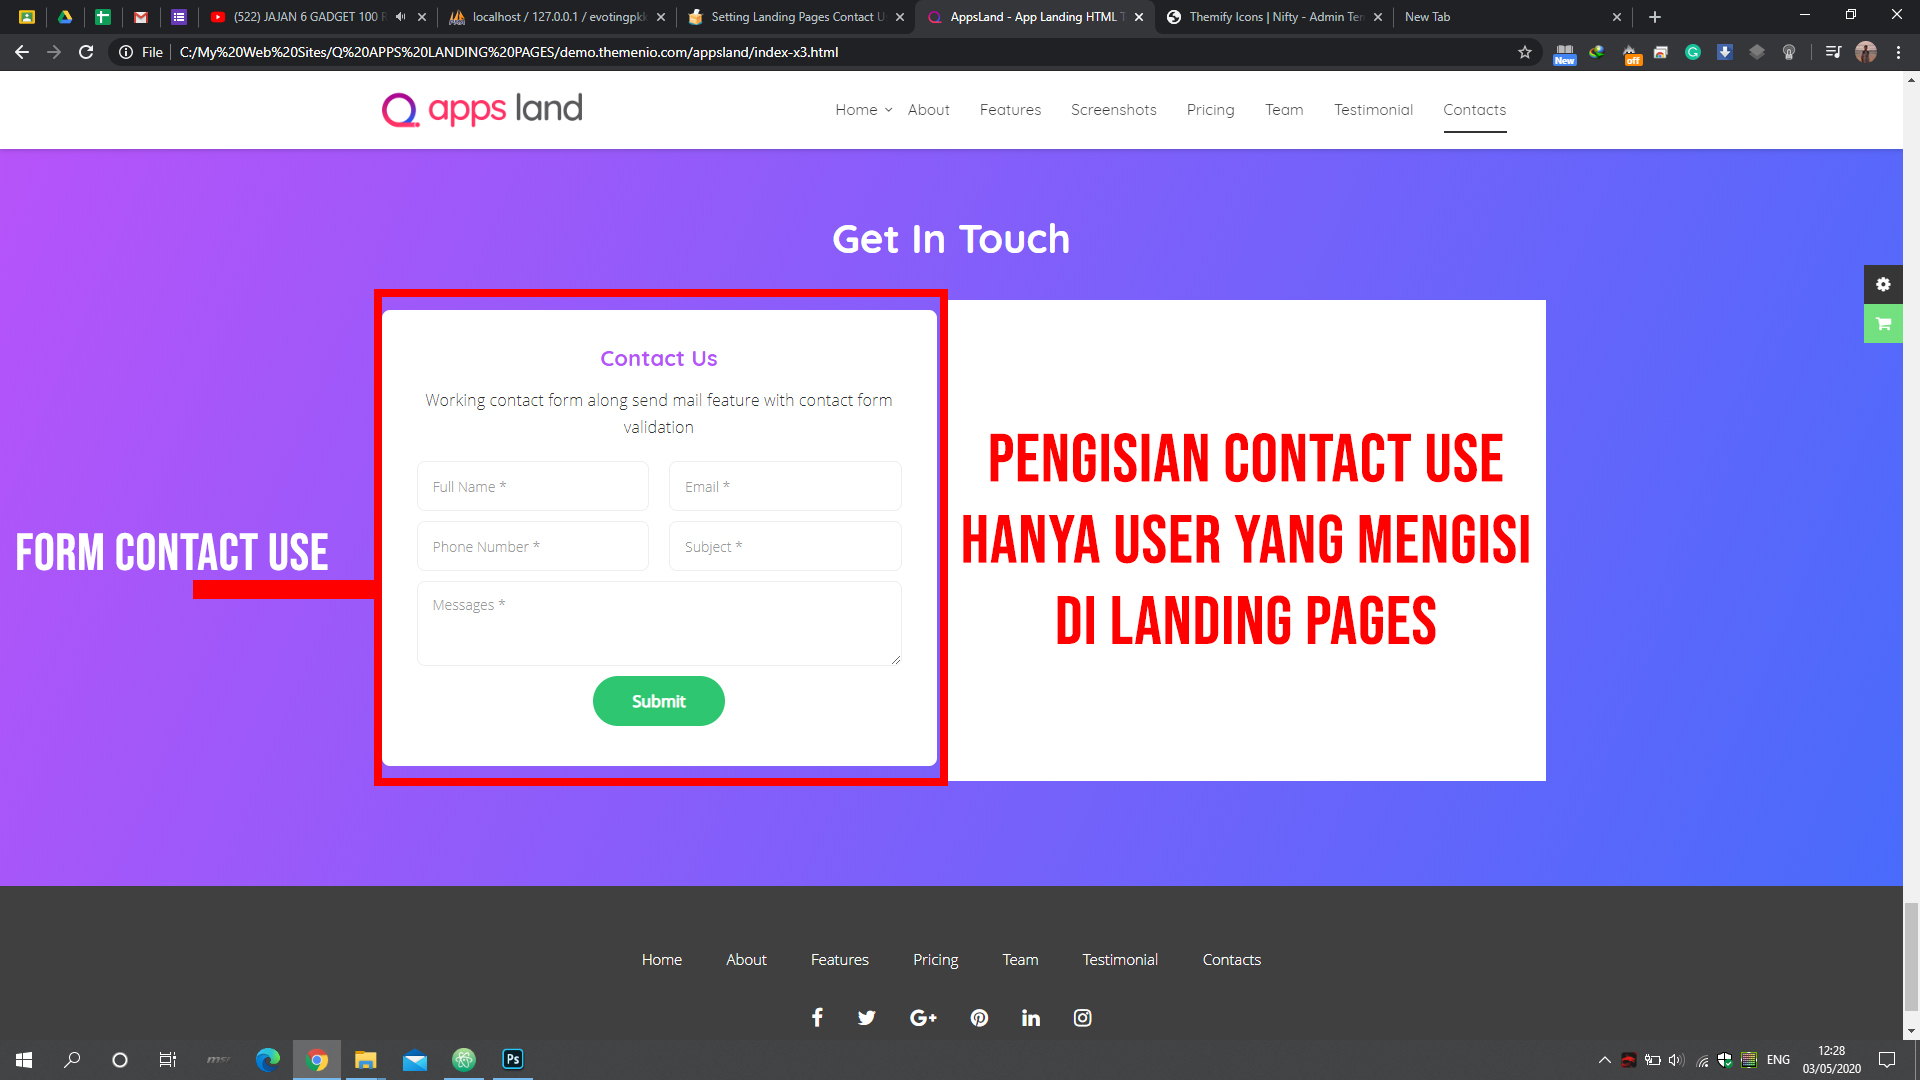 (522) JAJAN 6 GADGET 100 R
localhost / 127.0.0.1 / evotingpkk
Setting Landing Pages Contact U
AppsLand - App Landing HTML T
Themify Icons | Nifty - Admin Ten
New Tab
File
C:/My%20Web%20Sites/Q%20APPS%20LANDING%20PAGES/demo.themenio.com/appsland/index-x3.html
New
off
apps land
Home
About
Features
Screenshots
Pricing
Team
Testimonial
Contacts
Get In Touch
FORM CONTACT USE
Contact Us
Working contact form along send mail feature with contact form
validation
Full Name *
Email *
Phone Number *
Subject *
Messages *
Submit
PENGISIAN CONTACT USE
HANYA USER YANG MENGISI
DI LANDING PAGES
Home
About
Features
Pricing
Team
Testimonial
Contacts
G+
in
msi
Ps
ENG
12:28
03/05/2020